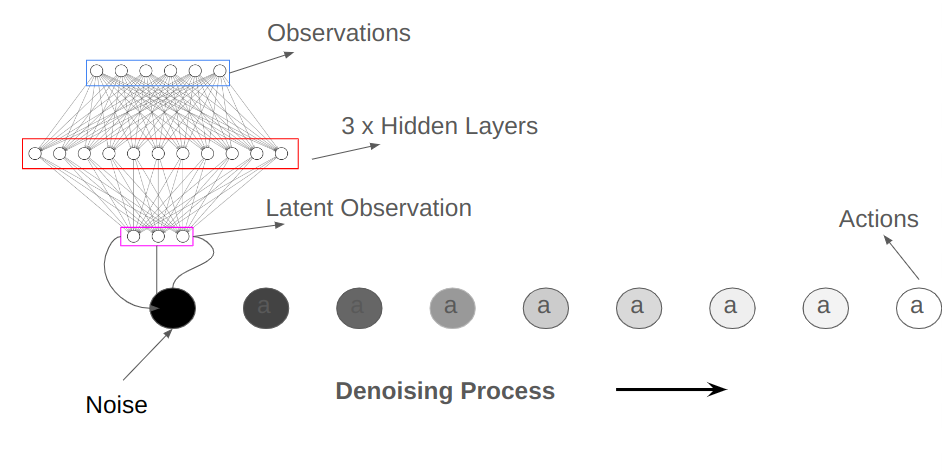 Observations
3 x Hidden Layers
Latent Observation
Actions
a a a a a a a a
Noise
Denoising Process